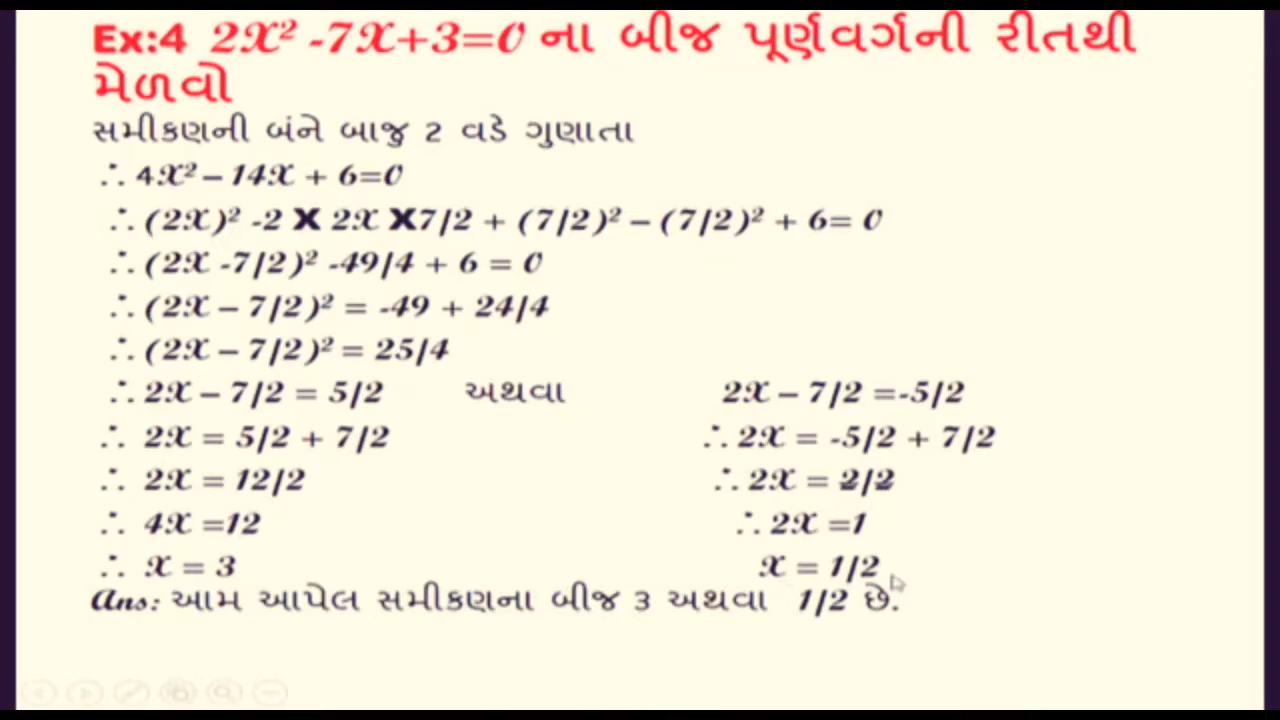 Ex:4 2X² -7X+3=0 ના બીજ પૂર્ણવર્ગની રીતથી
મેળવો
સમીકણની બંને બાજુ 2 વડે ગુણાતા
∴ 4X² – 14X + 6=0
∴ (2X)² -2 X 2X X7/2 + (7/2)² – (7/2)² + 6= 0
∴ (2X -7/2)² -49/4 + 6 = 0
∴ (2X – 7/2)² = -49 + 24/4
∴ (2X – 7/2)² = 25/4
∴ 2X – 7/2 = 5/2 અથવા 2X – 7/2 =-5/2
∴ 2X = 5/2 + 7/2 ∴ 2X = -5/2 + 7/2
∴ 2X = 12/2 ∴ 2X = 2/2
∴ 4X =12 ∴ 2X =1
∴ X = 3 X = 1/2
Ans: આમ આપેલ સમીકણના બીજ 3 અથવા 1/2 છે.